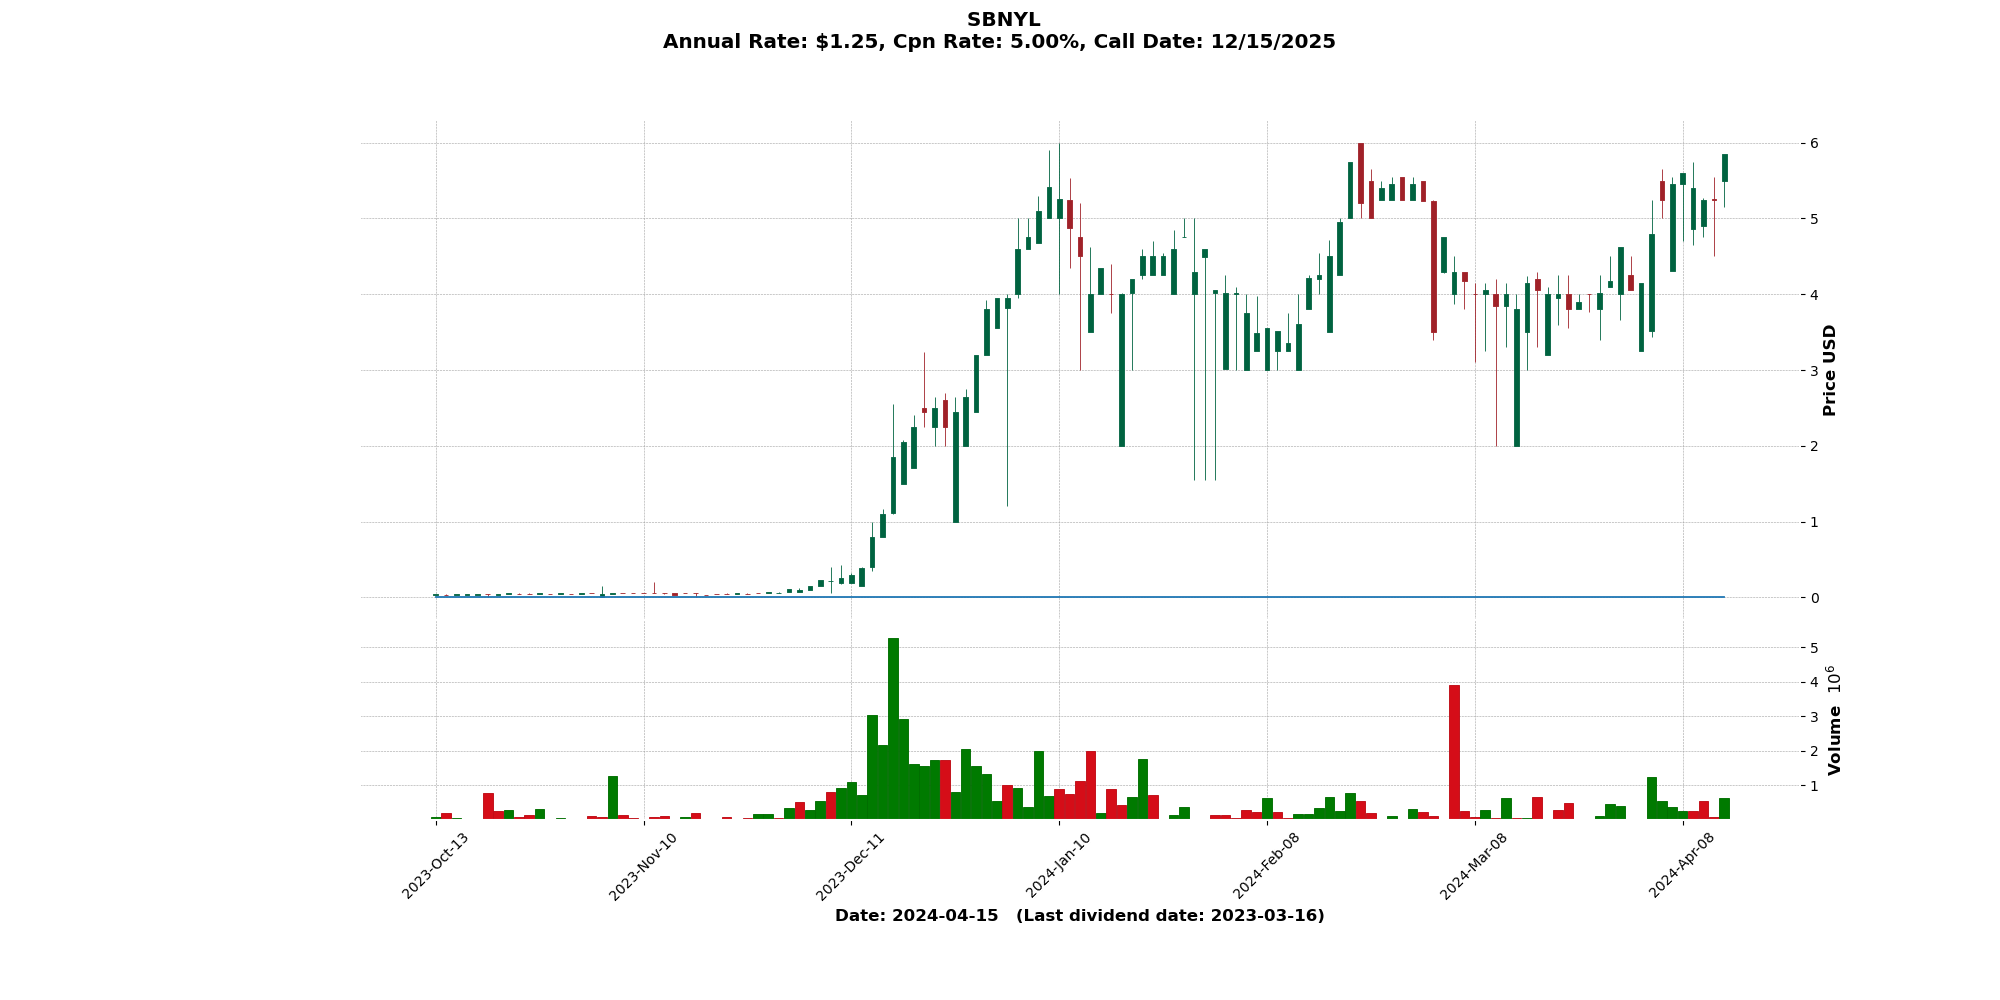 SBNYL
Annual Rate: $1.25, Cpn Rate: 5.00%, Call Date: 12/15/2025
6
5
4
3
2
1
0
Price USD
5
4
3
2
1
Volume 10^6
2023-Oct-13
2023-Nov-10
2023-Dec-11
2024-Jan-10
2024-Feb-08
2024-Mar-08
2024-Apr-08
Date: 2024-04-15 (Last dividend date: 2023-03-16)